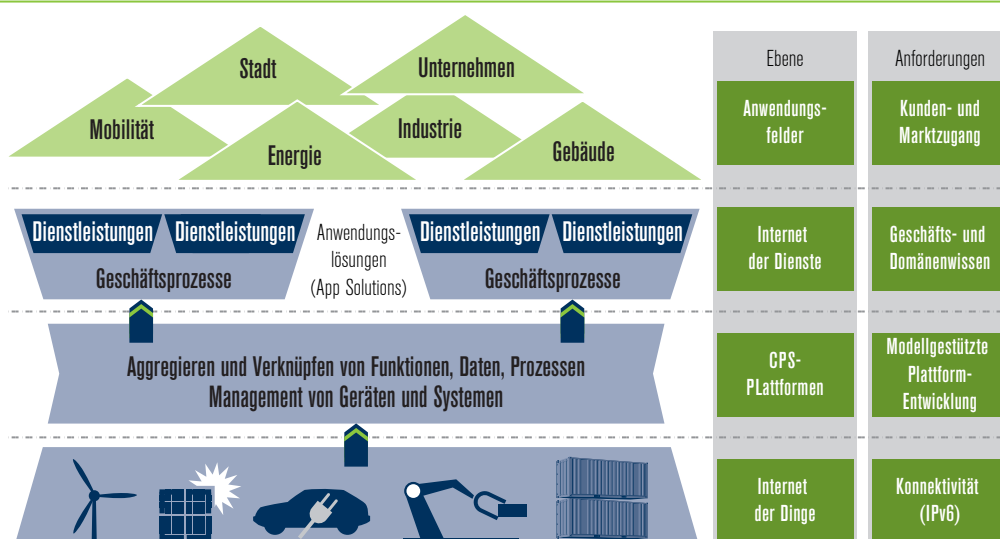 Stadt
Unternehmen
Mobilität
Industrie
Energie
Gebäude
Dienstleistungen
Dienstleistungen
Geschäftsprozesse
Anwendungs-
lösungen
(App Solutions)
Dienstleistungen
Dienstleistungen
Geschäftsprozesse
Aggregieren und Verknüpfen von Funktionen, Daten, Prozessen
Management von Geräten und Systemen
Ebene
Anwendungs-
felder
Internet
der Dienste
CPS-
PLattformen
Internet
der Dinge
Anforderungen
Kunden- und
Marktzugang
Geschäfts- und
Domänenwissen
Modellgestützte
Plattform-
Entwicklung
Konnektivität
(IPv6)